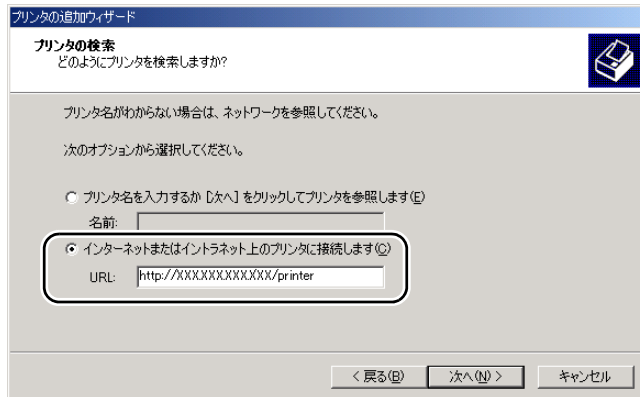 プリンタの追加ウィザード
プリンタの検索
どのようにプリンタを検索しますか?
プリンタ名がわからない場合は、ネットワークを参照してください。
次のオプションから選択してください。
プリンタ名を入力するか [次へ] をクリックしてプリンタを参照します(E)
名前:
インターネットまたはイントラネット上のプリンタに接続します(C)
URL: http://XXX.XXX.XXX.XXX/printer
< 戻る(B) 次へ(N) > キャンセル